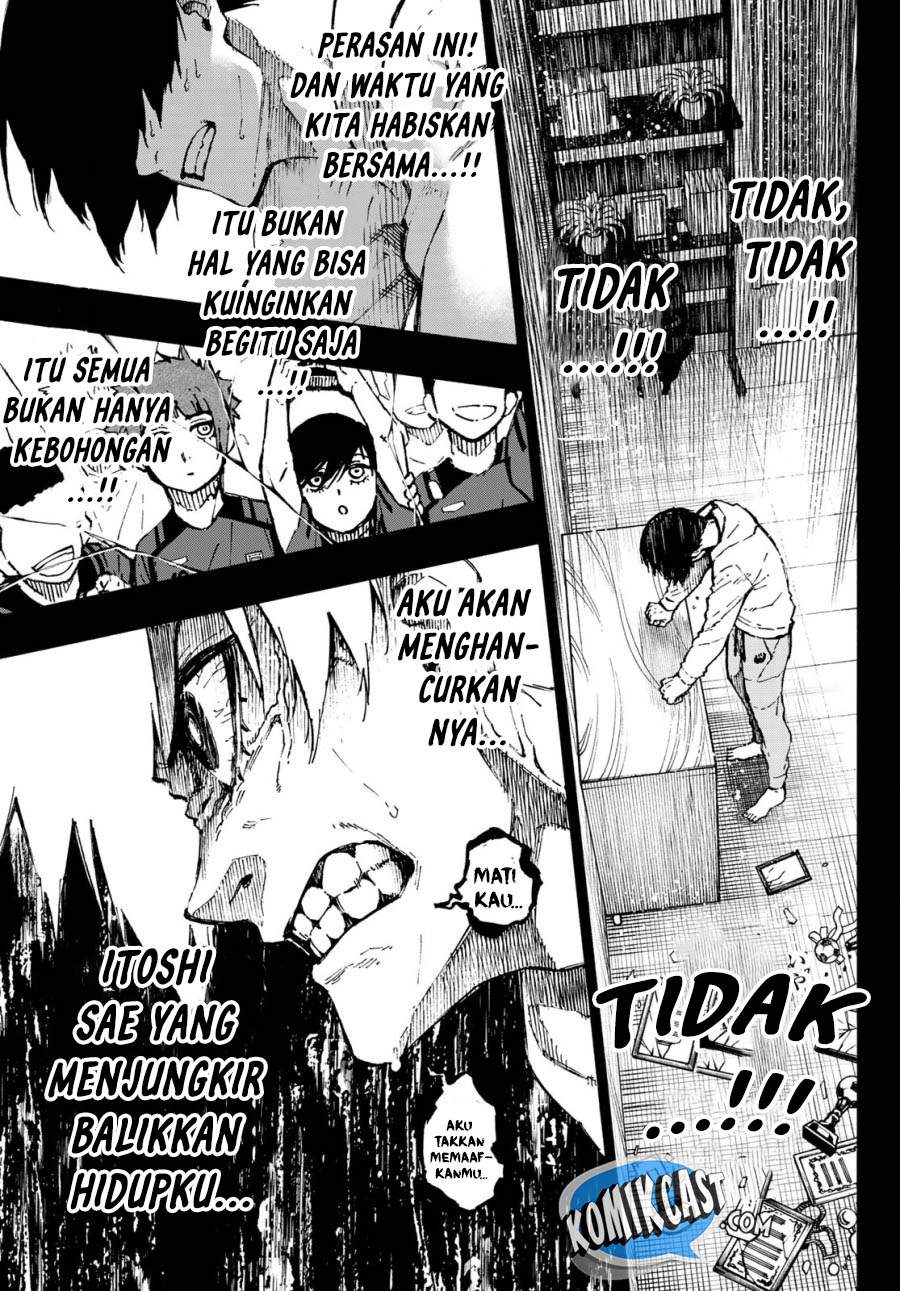 TIDAK,
TIDAK
...!!
TIDAK
...!!!
TIDAK
...!!!
PERASAN INI!
DAN WAKTU YANG
KITA HABISKAN
BERSAMA...!!
ITU BUKAN
HAL YANG BISA
KUINGINKAN
BEGITU SAJA
...!!
ITU SEMUA
BUKAN HANYA
KEBOHONGAN
...!!
AKU AKAN
MENGHAN-
CURKAN
NYA...
MATI
KAU...
ITOSHI
SAE YANG
MENJUNGKIR
BALIKKAN
HIDUPKU...
AKU
TAKKAN
MEMAAF-
KANMU...
KOMIKCAST
.COM